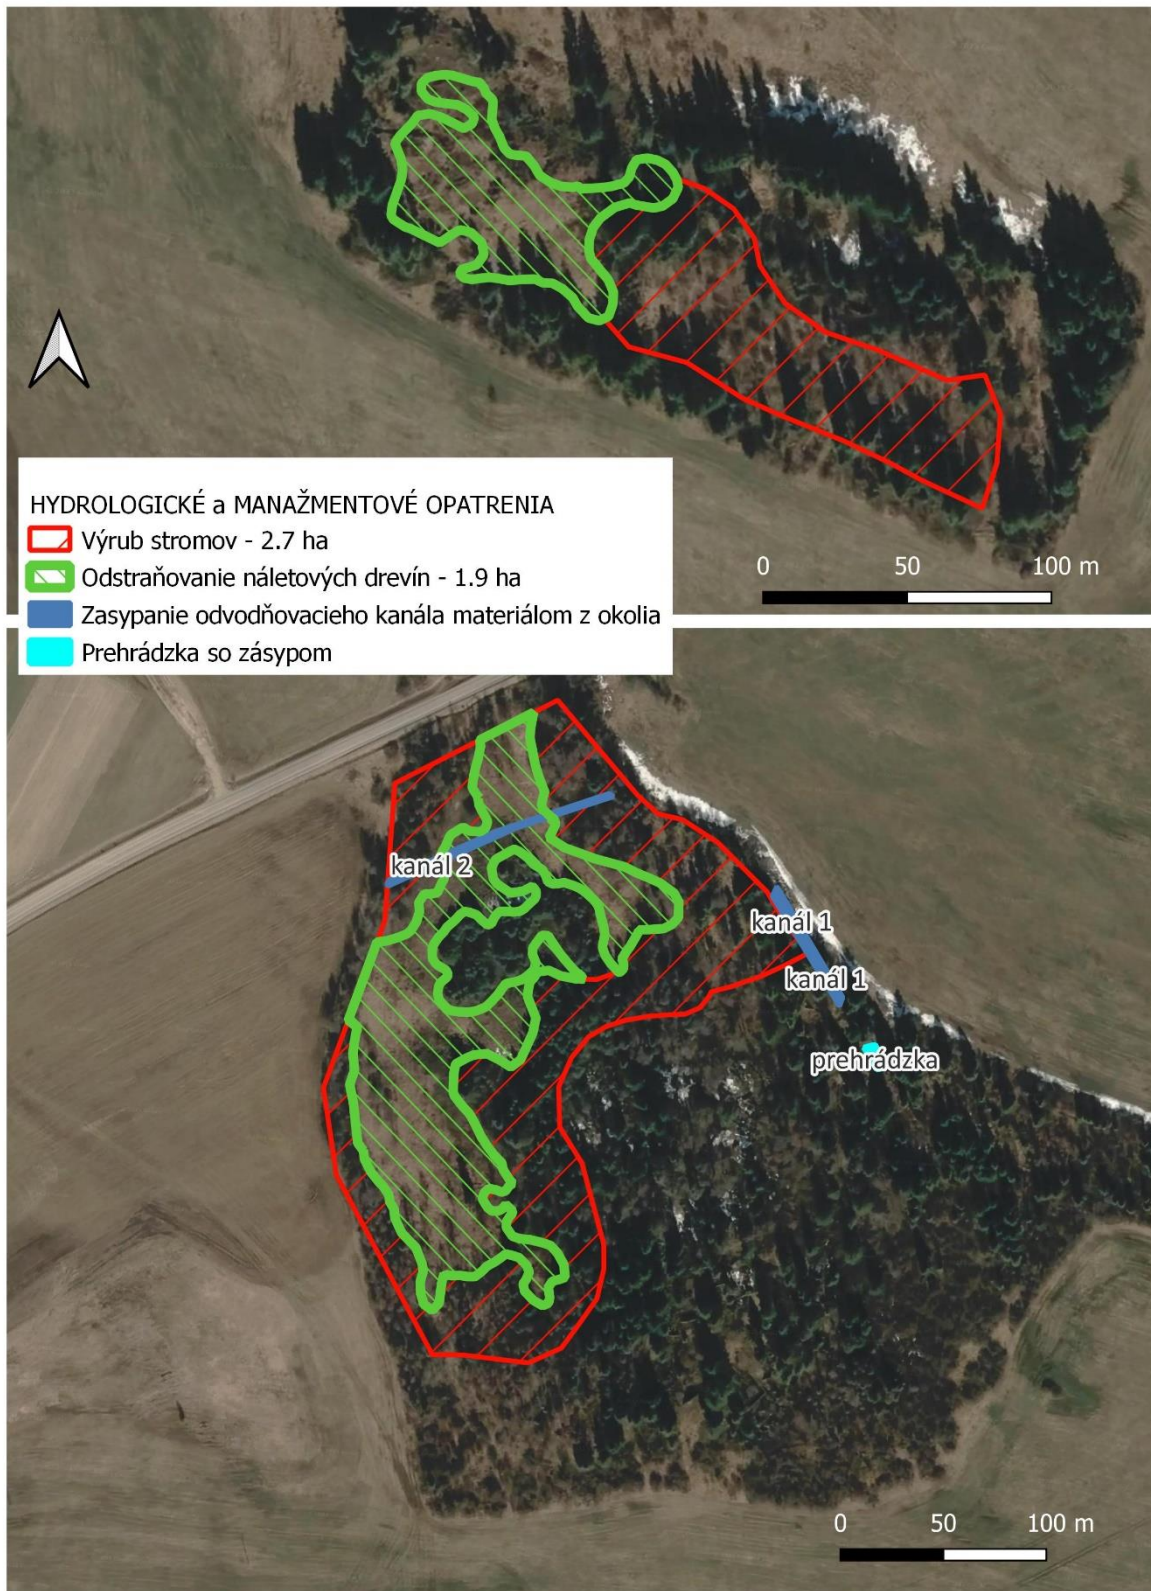 HYDROLOGICKÉ a MANAŽMENTOVÉ OPATRENIA
Výrub stromov - 2.7 ha
Odstraňovanie náletových drevín - 1.9 ha
Zasypanie odvodňovacieho kanála materiálom z okolia
Prehrádzka so zásypom
0 50 100 m
kanál 2
kanál 1
kanál 1
prehrádzka
0 50 100 m